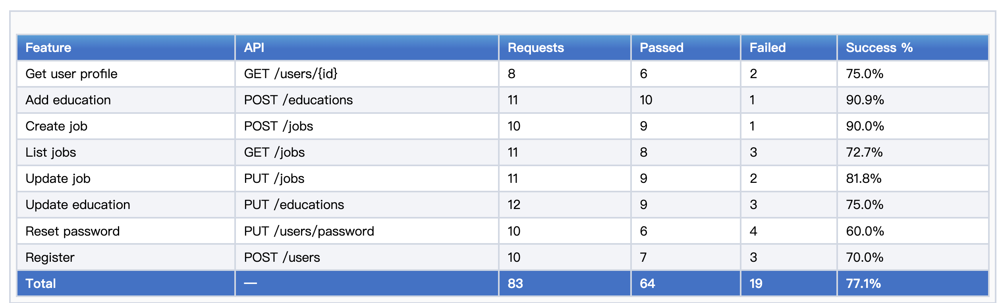 Feature API Requests Passed Failed Success %
Get user profile GET /users/{id} 8 6 2 75.0%
Add education POST /educations 11 10 1 90.9%
Create job POST /jobs 10 9 1 90.0%
List jobs GET /jobs 11 8 3 72.7%
Update job PUT /jobs 11 9 2 81.8%
Update education PUT /educations 12 9 3 75.0%
Reset password PUT /users/password 10 6 4 60.0%
Register POST /users 10 7 3 70.0%
Total — 83 64 19 77.1%